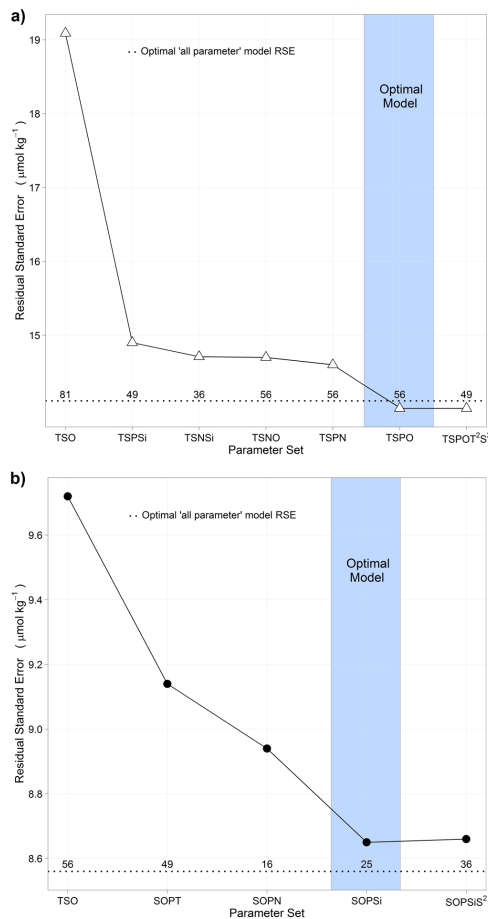 a)
19
18
17
16
15
Residual Standard Error ( μmol kg⁻¹ )
·· Optimal 'all parameter' model RSE
Optimal
Model
81 49 36 56 56 56 49
TSO TSPSi TSNSi TSNO TSPN TSPO TSPOT²S²
Parameter Set
b)
9.6
9.4
9.2
9.0
8.8
8.6
Residual Standard Error ( μmol kg⁻¹ )
·· Optimal 'all parameter' model RSE
Optimal
Model
56 49 16 25 36
TSO SOPT SOPN SOPSi SOPSiS²
Parameter Set